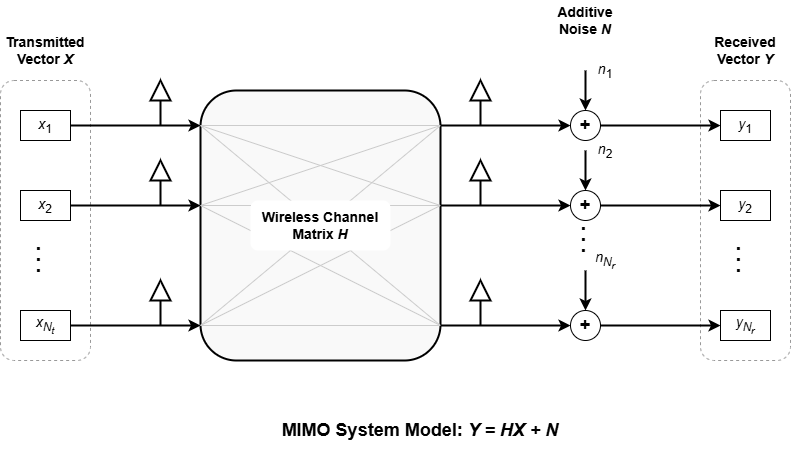 Additive
Noise N
Transmitted
Vector X
Received
Vector Y
n1
x1
+
y1
n2
x2
+
y2
Wireless Channel
Matrix H
⋮
⋮
⋮
nNr
xNt
+
yNr
MIMO System Model: Y = HX + N